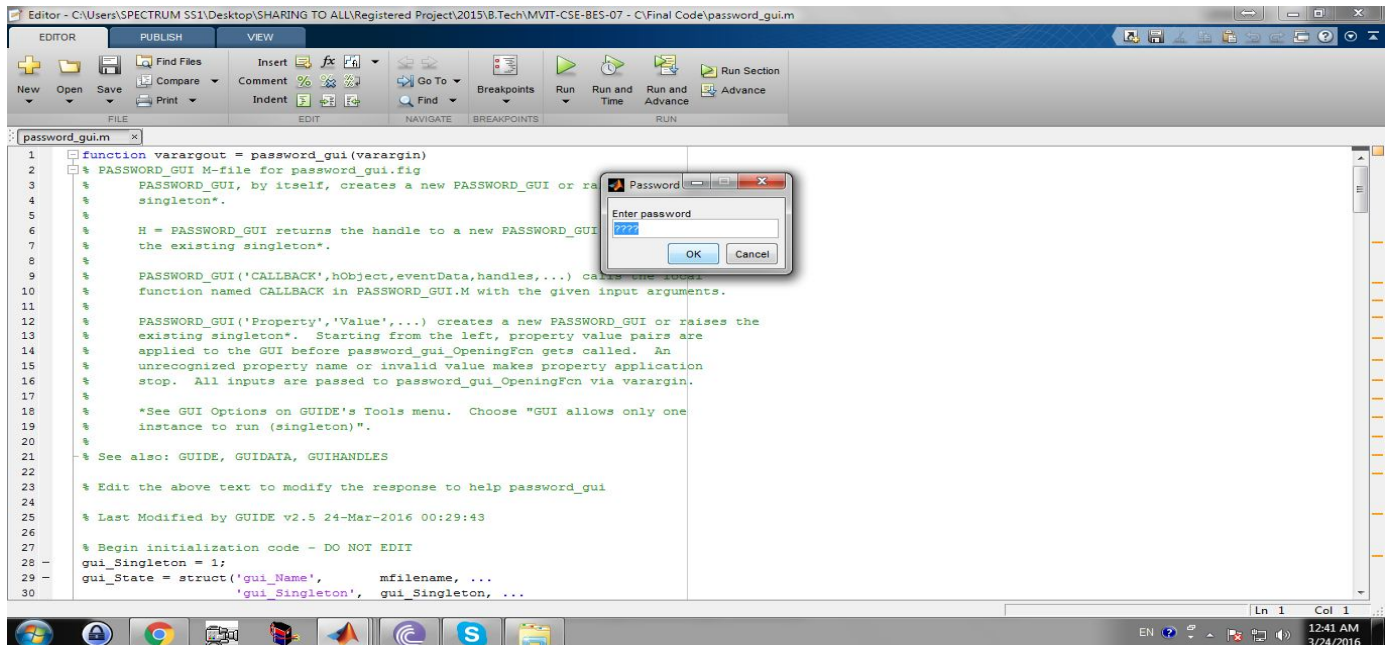 Editor - C:\Users\SPECTRUM SS1\Desktop\SHARING TO ALL\Registered Project\2015\B.Tech\MVIT-CSE-BES-07 - C\Final Code\password_gui.m
EDITOR PUBLISH VIEW
New Open Save Find Files Compare Print
Insert fx Comment % Indent
Go To Find
Breakpoints
Run Run and Time Run and Advance Run Section Advance
FILE EDIT NAVIGATE BREAKPOINTS RUN
password_gui.m ×
1 function varargout = password_gui(varargin)
2 % PASSWORD_GUI M-file for password_gui.fig
3 % PASSWORD_GUI, by itself, creates a new PASSWORD_GUI or ra
4 % singleton*.
5 %
6 % H = PASSWORD_GUI returns the handle to a new PASSWORD_GUI
7 % the existing singleton*.
8 %
9 % PASSWORD_GUI('CALLBACK',hObject,eventData,handles,...) calls the local
10 % function named CALLBACK in PASSWORD_GUI.M with the given input arguments.
11 %
12 % PASSWORD_GUI('Property','Value',...) creates a new PASSWORD_GUI or raises the
13 % existing singleton*. Starting from the left, property value pairs are
14 % applied to the GUI before password_gui_OpeningFcn gets called. An
15 % unrecognized property name or invalid value makes property application
16 % stop. All inputs are passed to password_gui_OpeningFcn via varargin.
17 %
18 % *See GUI Options on GUIDE's Tools menu. Choose "GUI allows only one
19 % instance to run (singleton)".
20 %
21 % See also: GUIDE, GUIDATA, GUIHANDLES
22
23 % Edit the above text to modify the response to help password_gui
24
25 % Last Modified by GUIDE v2.5 24-Mar-2016 00:29:43
26
27 % Begin initialization code - DO NOT EDIT
28 - gui_Singleton = 1;
29 - gui_State = struct('gui_Name', mfilename, ...
30 'gui_Singleton', gui_Singleton, ...
Password
Enter password
????
OK Cancel
Ln 1 Col 1
EN 12:41 AM
3/24/2016